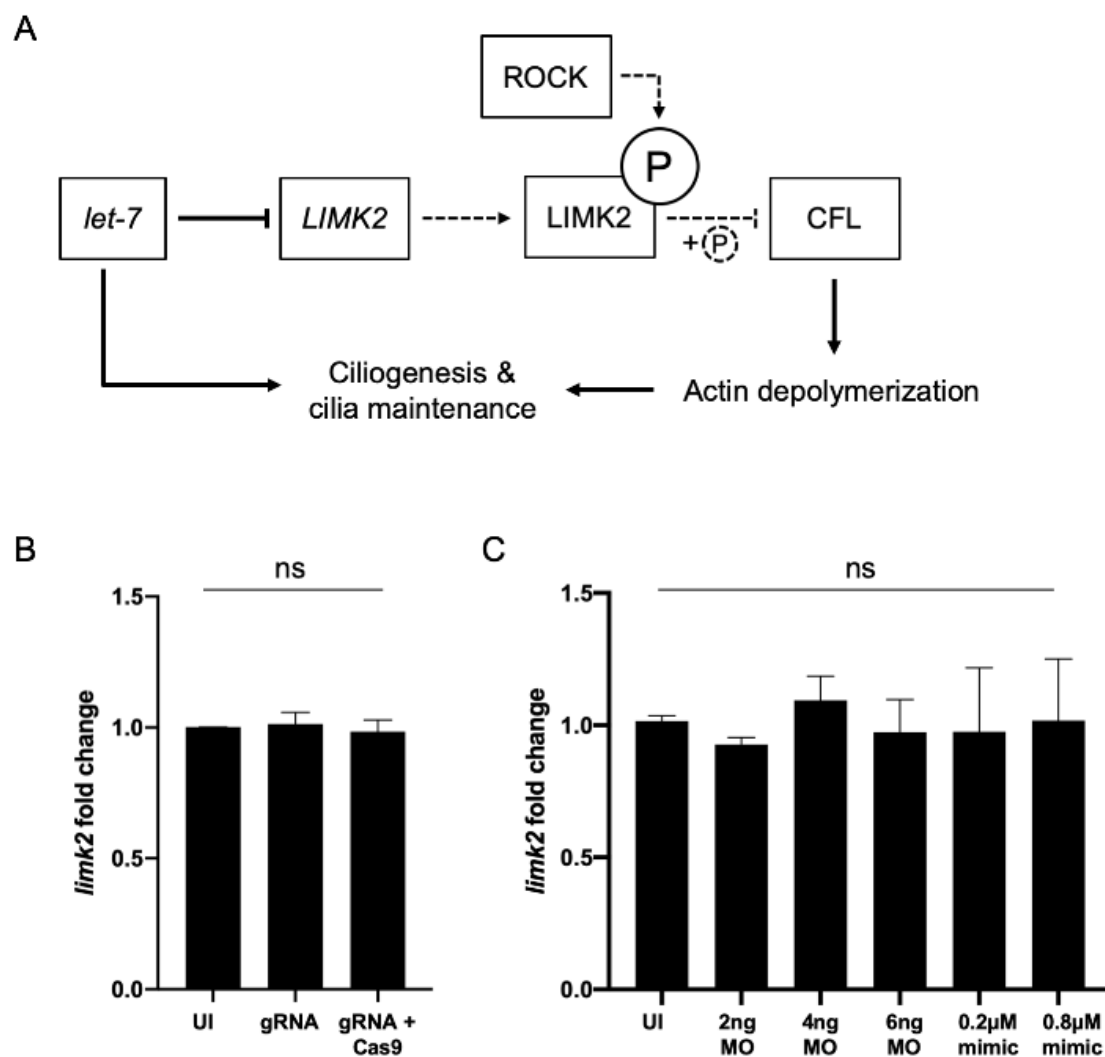 A
ROCK
P
let-7
LIMK2
LIMK2
+ P
CFL
Ciliogenesis &
cilia maintenance
Actin depolymerization
B
ns
1.5
1.0
0.5
0.0
limk2 fold change
UI
gRNA
gRNA +
Cas9
C
ns
1.5
1.0
0.5
0.0
limk2 fold change
UI
2ng
MO
4ng
MO
6ng
MO
0.2µM
mimic
0.8µM
mimic